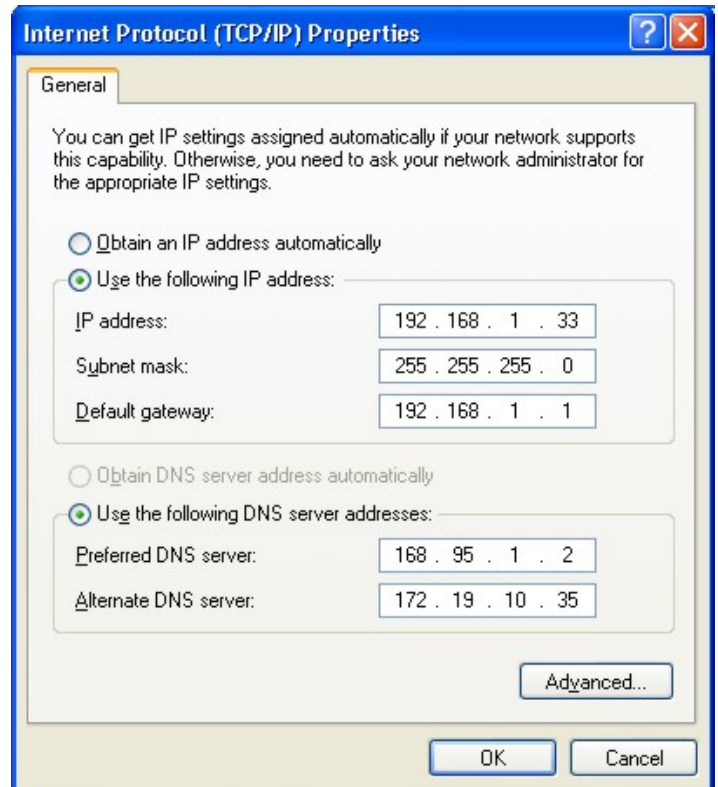 Internet Protocol (TCP/IP) Properties
General
You can get IP settings assigned automatically if your network supports
this capability. Otherwise, you need to ask your network administrator for
the appropriate IP settings.
Obtain an IP address automatically
Use the following IP address:
IP address: 192 . 168 . 1 . 33
Subnet mask: 255 . 255 . 255 . 0
Default gateway: 192 . 168 . 1 . 1
Obtain DNS server address automatically
Use the following DNS server addresses:
Preferred DNS server: 168 . 95 . 1 . 2
Alternate DNS server: 172 . 19 . 10 . 35
Advanced...
OK Cancel